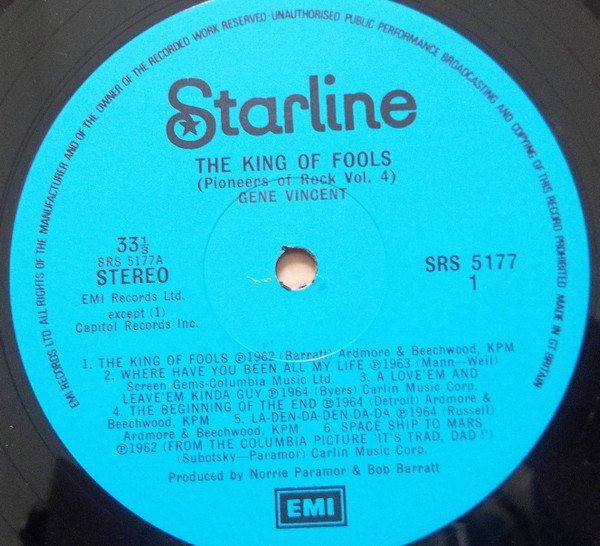 EMI RECORDS LTD ALL RIGHTS OF THE MANUFACTURER AND OF THE OWNER OF THE RECORDED WORK RESERVED · UNAUTHORISED PUBLIC PERFORMANCE BROADCASTING AND COPYING OF THIS RECORD PROHIBITED MADE IN GT BRITAIN
Starline
THE KING OF FOOLS
(Pioneers of Rock Vol. 4)
GENE VINCENT
33⅓
SRS 5177A
STEREO
EMI Records Ltd.
except (1)
Capitol Records Inc.
SRS 5177
1
1. THE KING OF FOOLS ℗1962 (Barratt) Ardmore & Beechwood, KPM
2. WHERE HAVE YOU BEEN ALL MY LIFE ℗1963 (Mann—Weil)
Screen Gems-Columbia Music Ltd. 3. A LOVE'EM AND
LEAVE'EM KINDA GUY ℗1964 (Byers) Carlin Music Corp.
4. THE BEGINNING OF THE END ℗1964 (Detroit) Ardmore &
Beechwood, KPM 5. LA-DEN-DA-DEN-DA-DA ℗1964 (Russell)
Ardmore & Beechwood, KPM 6. SPACE SHIP TO MARS
℗1962 (FROM THE COLUMBIA PICTURE 'IT'S TRAD, DAD!')
(Subotsky—Paramor) Carlin Music Corp.
Produced by Norrie Paramor & Bob Barratt
EMI